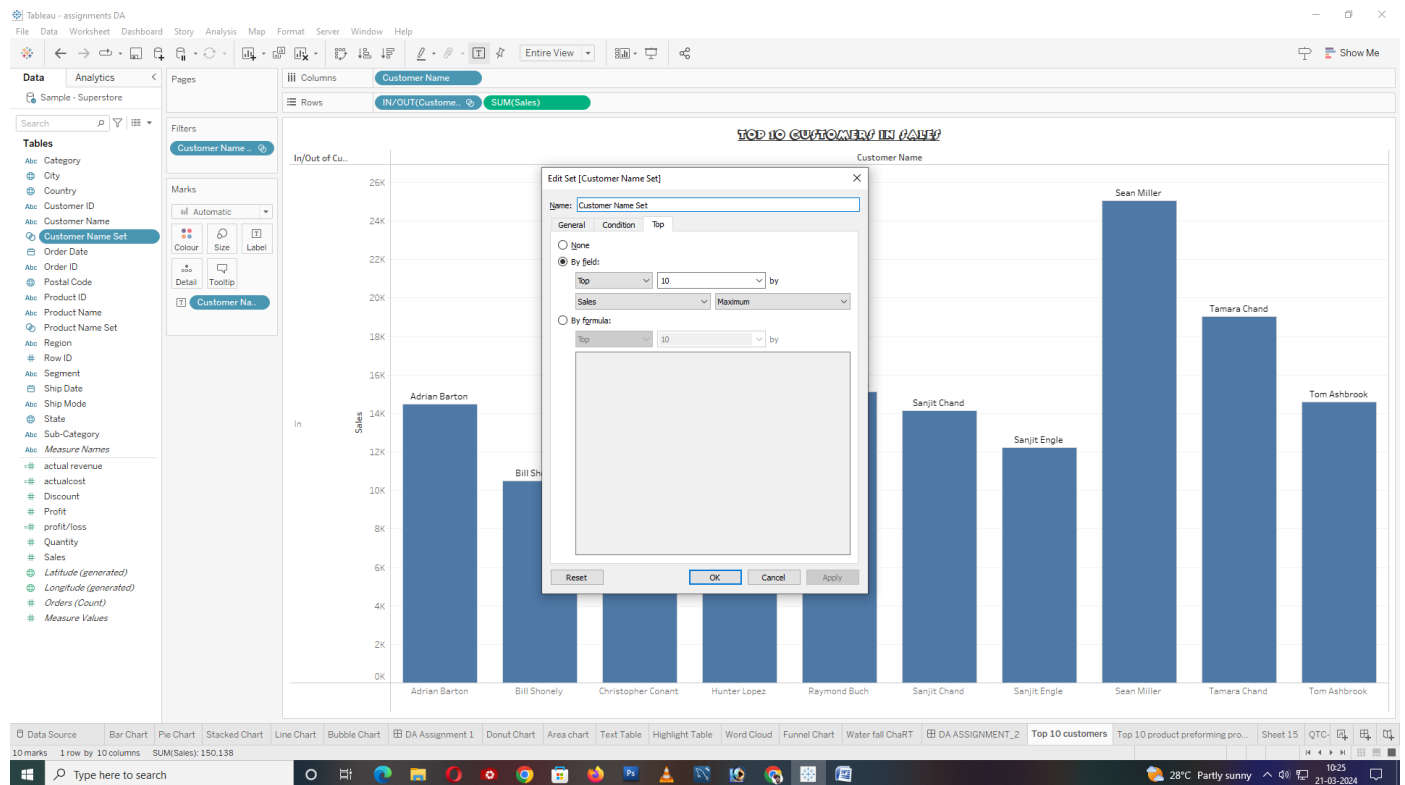 Tableau - assignments DA
File Data Worksheet Dashboard Story Analysis Map Format Server Window Help
Entire View
Show Me
Data Analytics
Sample - Superstore
Search
Tables
Abc Category
City
Country
Abc Customer ID
Abc Customer Name
Customer Name Set
Order Date
Abc Order ID
Postal Code
Abc Product ID
Abc Product Name
Product Name Set
Abc Region
# Row ID
Abc Segment
Ship Date
Abc Ship Mode
State
Abc Sub-Category
Abc Measure Names
=# actual revenue
=# actualcost
# Discount
# Profit
=# profit/loss
# Quantity
# Sales
Latitude (generated)
Longitude (generated)
# Orders (Count)
# Measure Values
Pages
Filters
Customer Name ..
Marks
Automatic
Colour Size Label
Detail Tooltip
Customer Na..
Columns Customer Name
Rows IN/OUT(Custome.. SUM(Sales)
TOP 10 CUSTOMERS IN SALES
In/Out of Cu.. Customer Name
In
Sales
26K
24K
22K
20K
18K
16K
14K
12K
10K
8K
6K
4K
2K
0K
Adrian Barton
Bill Sh
Sanjit Chand
Sanjit Engle
Sean Miller
Tamara Chand
Tom Ashbrook
Adrian Barton Bill Shonely Christopher Conant Hunter Lopez Raymond Buch Sanjit Chand Sanjit Engle Sean Miller Tamara Chand Tom Ashbrook
Edit Set [Customer Name Set]
Name: Customer Name Set
General Condition Top
None
By field:
Top 10 by
Sales Maximum
By formula:
Top 10 by
Reset OK Cancel Apply
Data Source Bar Chart Pie Chart Stacked Chart Line Chart Bubble Chart DA Assignment 1 Donut Chart Area chart Text Table Highlight Table Word Cloud Funnel Chart Water fall ChaRT DA ASSIGNMENT_2 Top 10 customers Top 10 product preforming pro... Sheet 15 QTC-
10 marks 1 row by 10 columns SUM(Sales): 150.138
Type here to search
Ps
28°C Partly sunny
10:25
21-03-2024